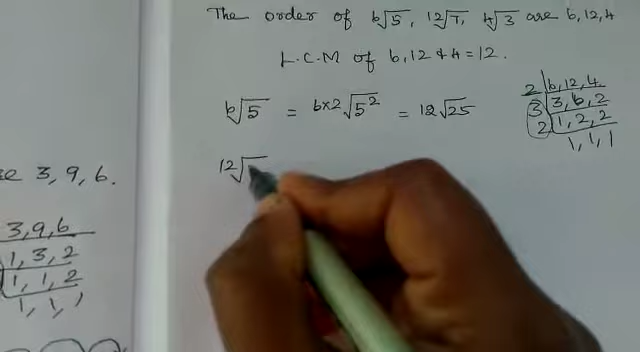 The order of ⁶√5, ¹²√7, ⁴√3 are 6, 12, 4
L.C.M of 6, 12 & 4 = 12.
⁶√5 = ⁶ˣ²√5² = ¹²√25
2 | 6, 12, 4
3 | 3, 6, 2
2 | 1, 2, 2
1, 1, 1
¹²√
3, 9, 6.
3, 9, 6
1, 3, 2
1, 1, 2
1, 1, 1